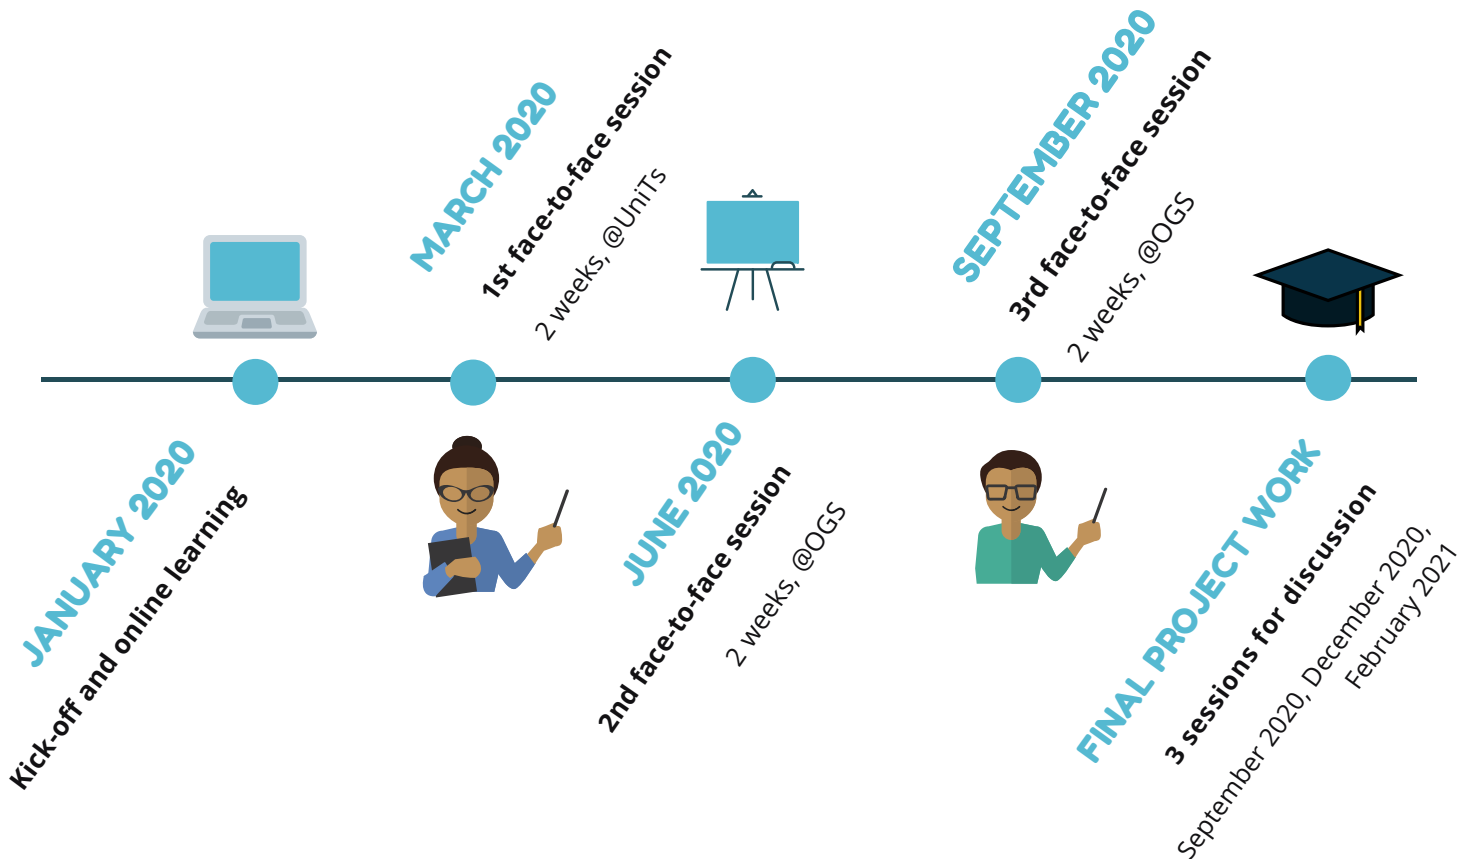 JANUARY 2020
Kick-off and online learning
MARCH 2020
1st face-to-face session
2 weeks, @UniTs
JUNE 2020
2nd face-to-face session
2 weeks, @OGS
SEPTEMBER 2020
3rd face-to-face session
2 weeks, @OGS
FINAL PROJECT WORK
3 sessions for discussion
September 2020, December 2020,
February 2021